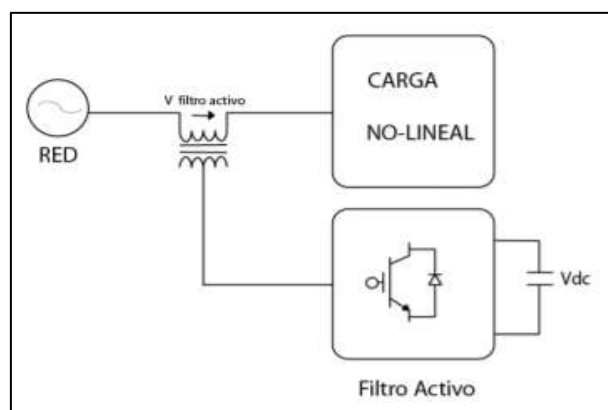 V filtro activo
RED
CARGA
NO-LINEAL
Vdc
Filtro Activo